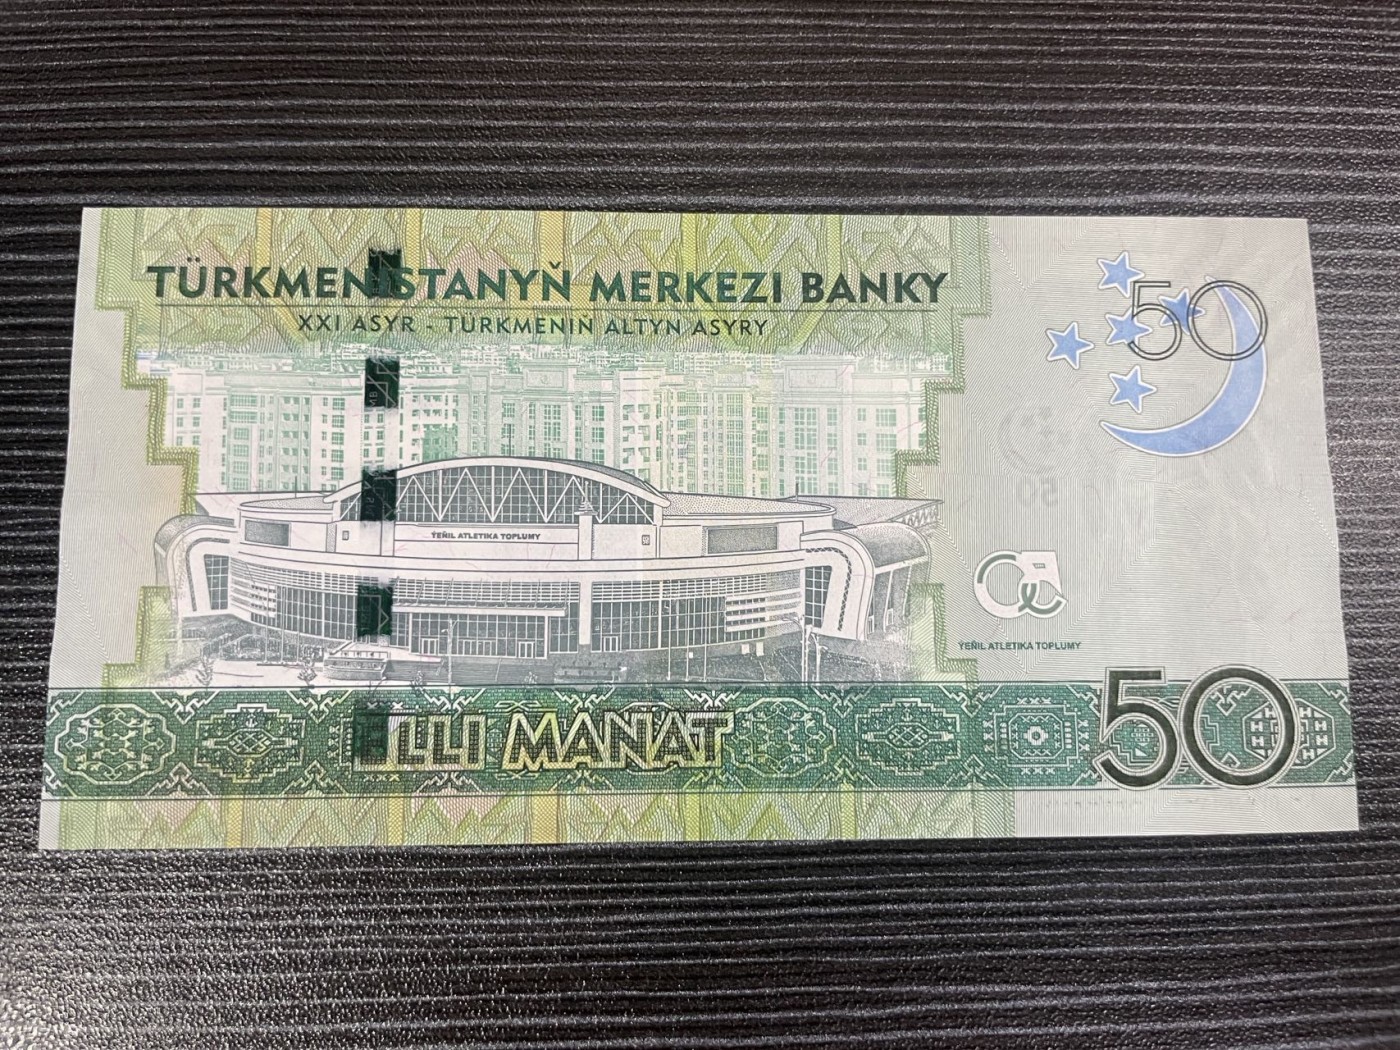 TÜRKMENISTANYŇ MERKEZI BANKY
XXI ASYR - TÜRKMENIŇ ALTYN ASYRY
50
ÝEŇIL ATLETIKA TOPLUMY
ÝEŇIL ATLETIKA TOPLUMY
ELLI MANAT
50